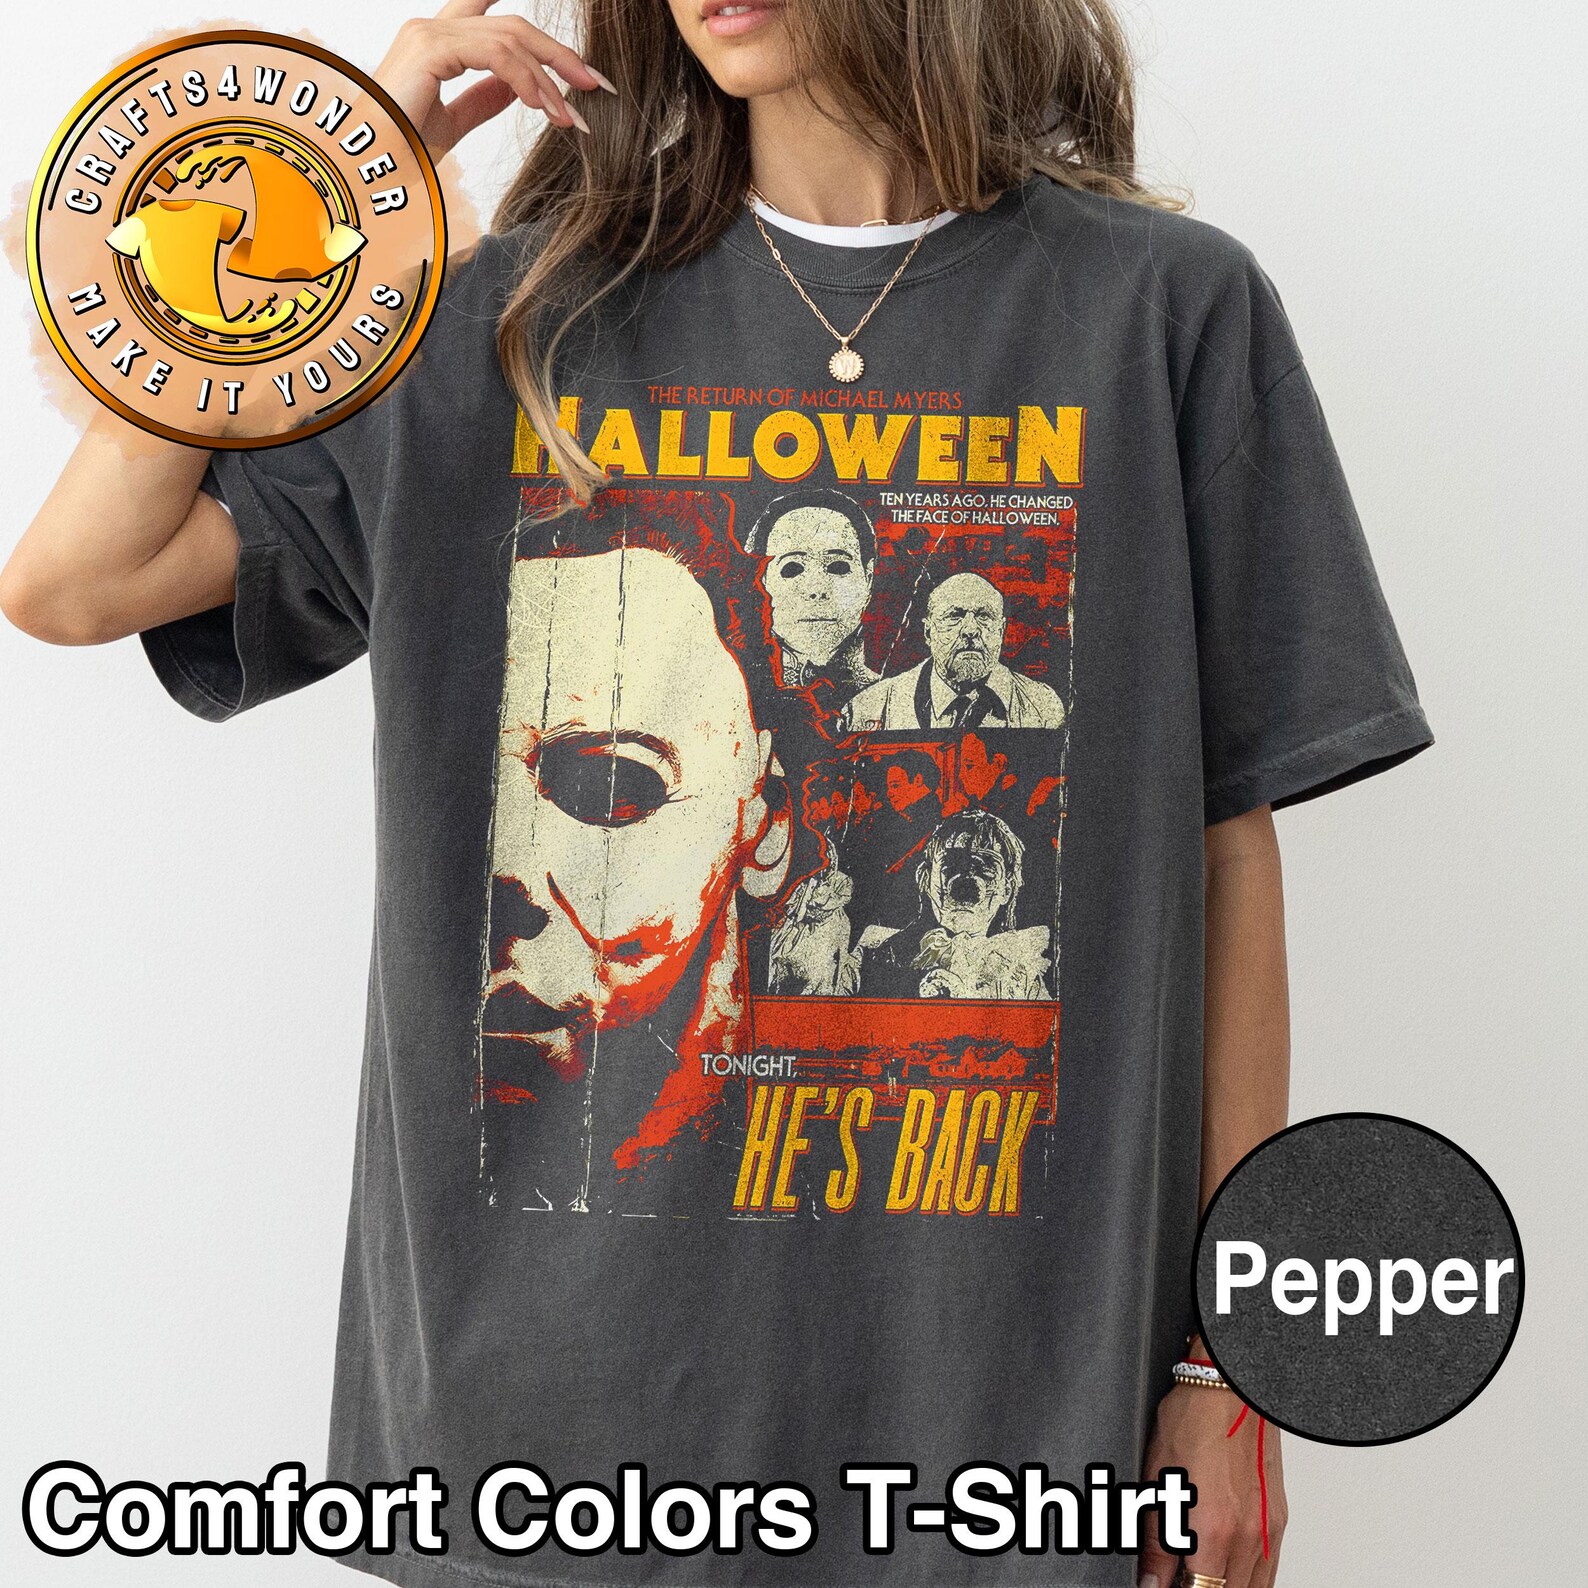 CRAFTS4WONDER
MAKE IT YOURS
THE RETURN OF MICHAEL MYERS
HALLOWEEN
TEN YEARS AGO, HE CHANGED
THE FACE OF HALLOWEEN.
TONIGHT,
HE'S BACK
Pepper
Comfort Colors T-Shirt